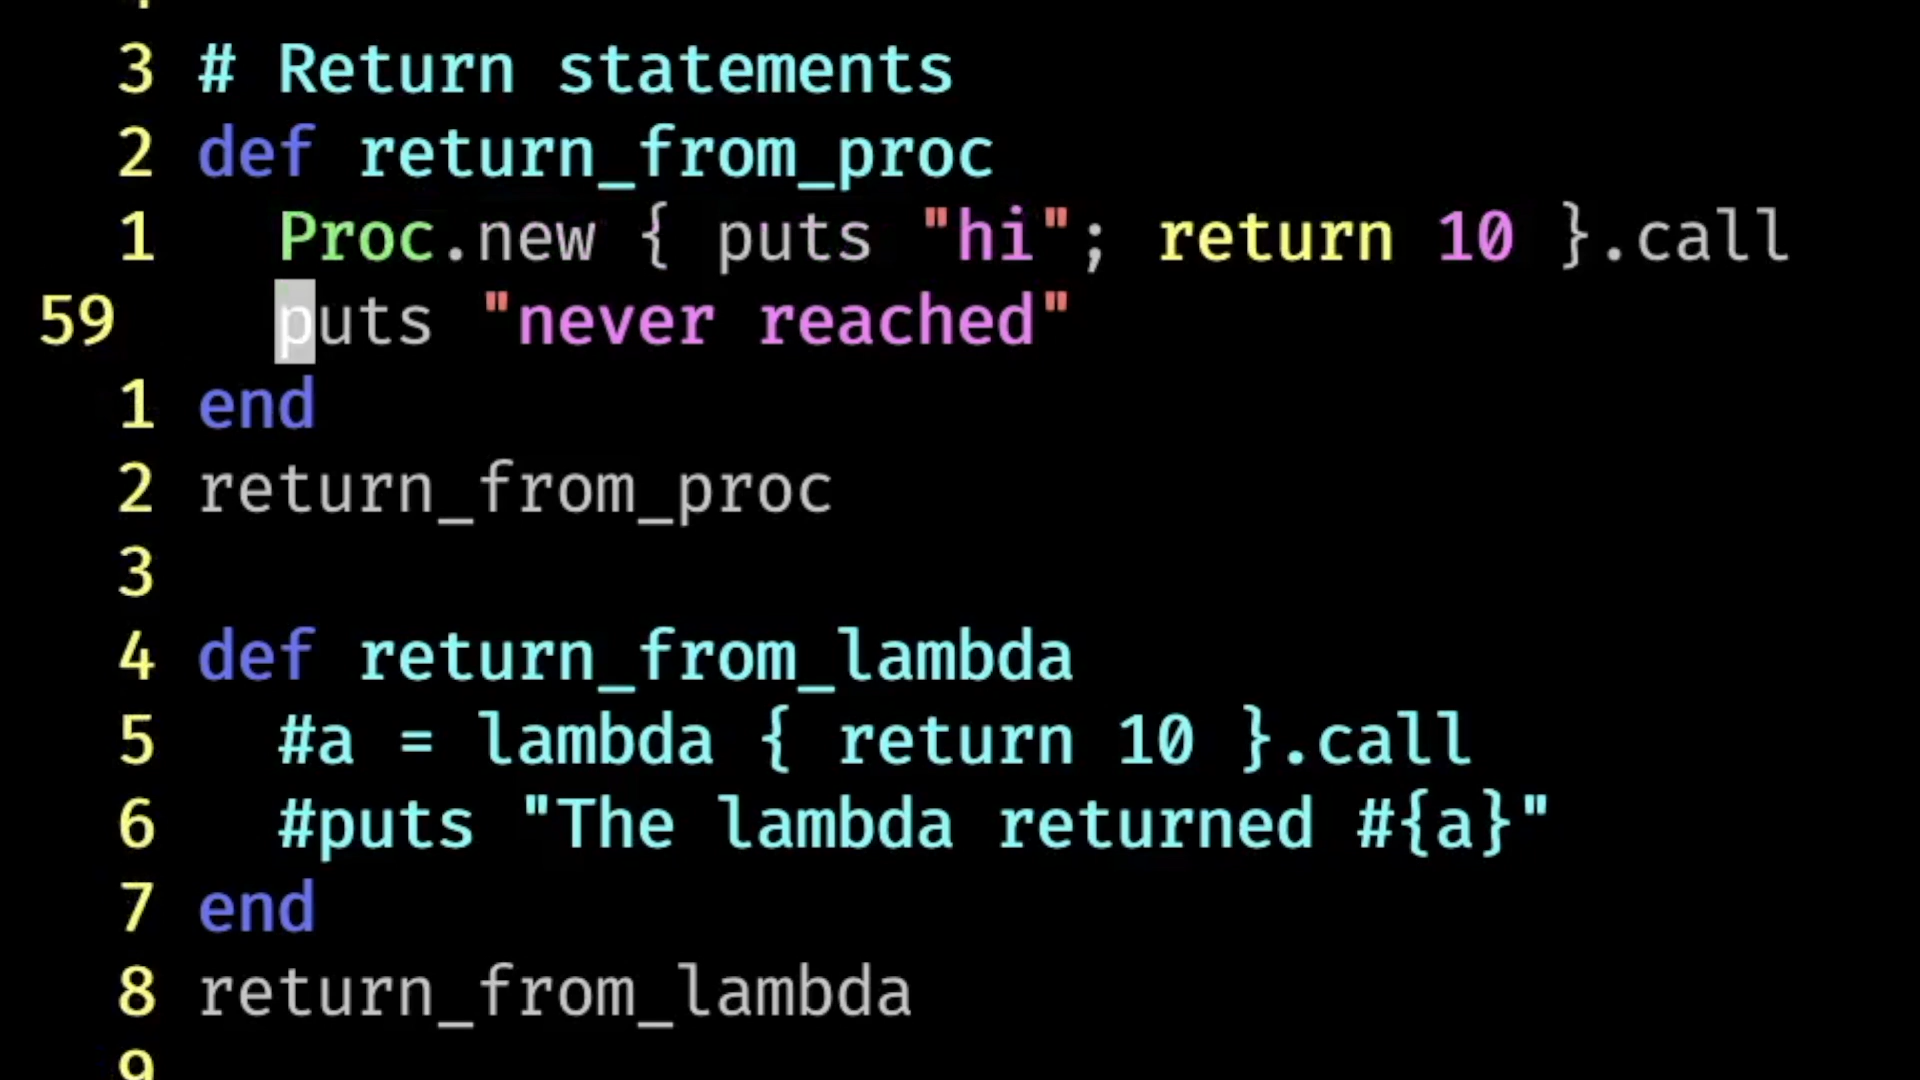 3 # Return statements
2 def return_from_proc
1   Proc.new { puts "hi"; return 10 }.call
59   puts "never reached"
1 end
2 return_from_proc
3
4 def return_from_lambda
5   #a = lambda { return 10 }.call
6   #puts "The lambda returned #{a}"
7 end
8 return_from_lambda
9